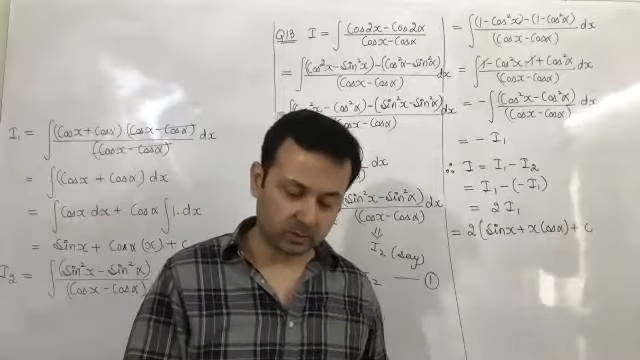 I₁ = ∫ (Cosx + Cosα)(Cosx - Cosα) / (Cosx - Cosα) dx
= ∫ (Cosx + Cosα) dx
= ∫ Cosx·dx + Cosα ∫ 1·dx
= Sinx + Cosα (x) + C
I₂ = ∫ (Sin²x - Sin²α) / (Cosx - Cosα)
Q13 I = ∫ (Cos2x - Cos2α) / (Cosx - Cosα)
= ∫ ((Cos²x - Sin²x) - (Cos²α - Sin²α)) / (Cosx - Cosα) dx
∫ (Cos²x - Cos²α) - (Sin²x - Sin²α) dx
- Cosα)
dx
(Sin²x - Sin²α) / (Cosx - Cosα) dx
⇓
I₂ (say)
I₂ — ①
= ∫ ((1 - Cos²x) - (1 - Cos²α)) / (Cosx - Cosα) dx
= ∫ (1 - Cos²x - 1 + Cos²α) / (Cosx - Cosα) dx
= - ∫ (Cos²x - Cos²α) / (Cosx - Cosα) dx
= - I₁
∴ I = I₁ - I₂
= I₁ - (-I₁)
= 2I₁
= 2(Sinx + x Cosα) + C